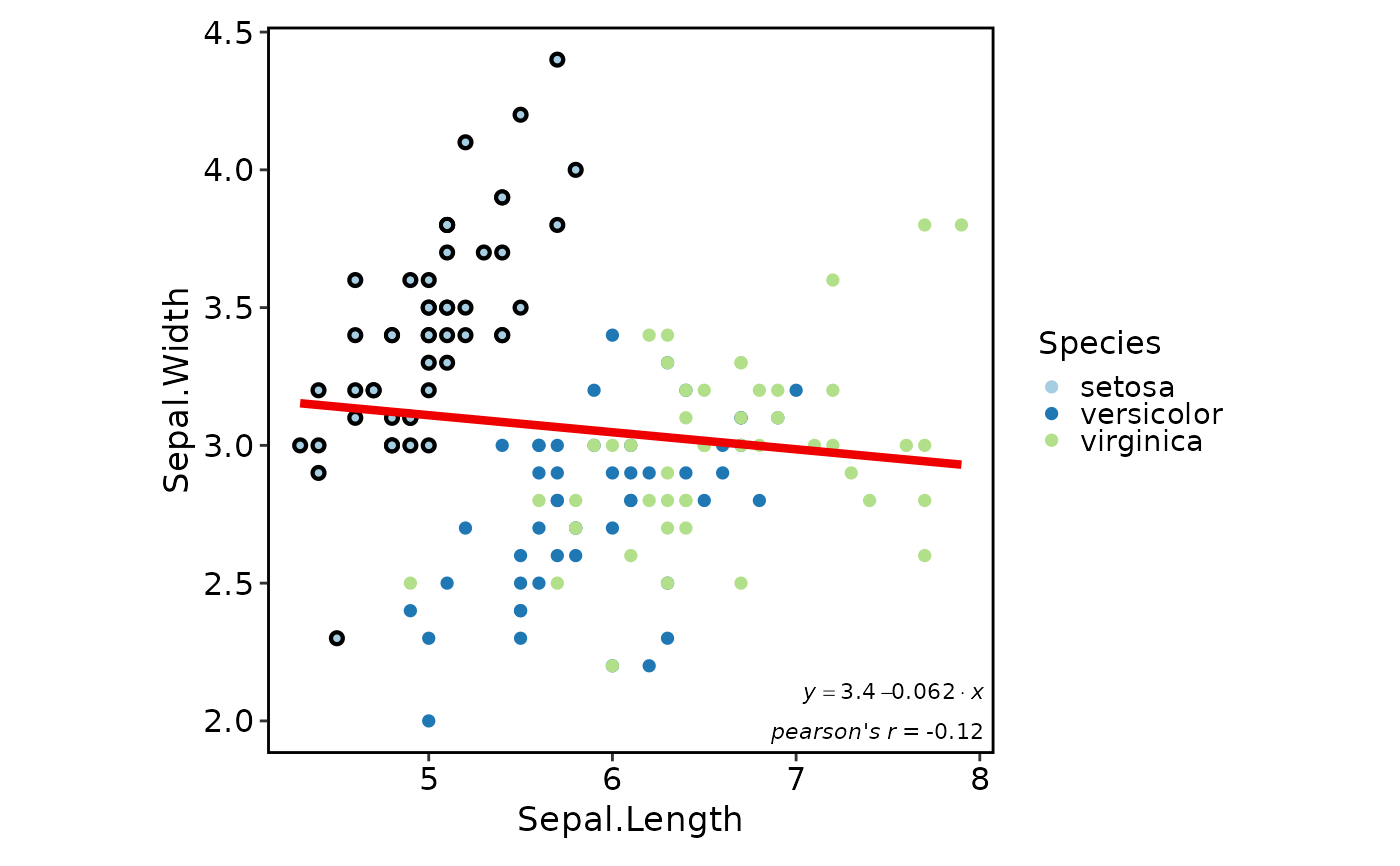 4.5
4.0
3.5
3.0
2.5
2.0
Sepal.Width
5 6 7 8
Sepal.Length
y = 3.4 –0.062 · x
pearson's r = -0.12
Species
setosa
versicolor
virginica